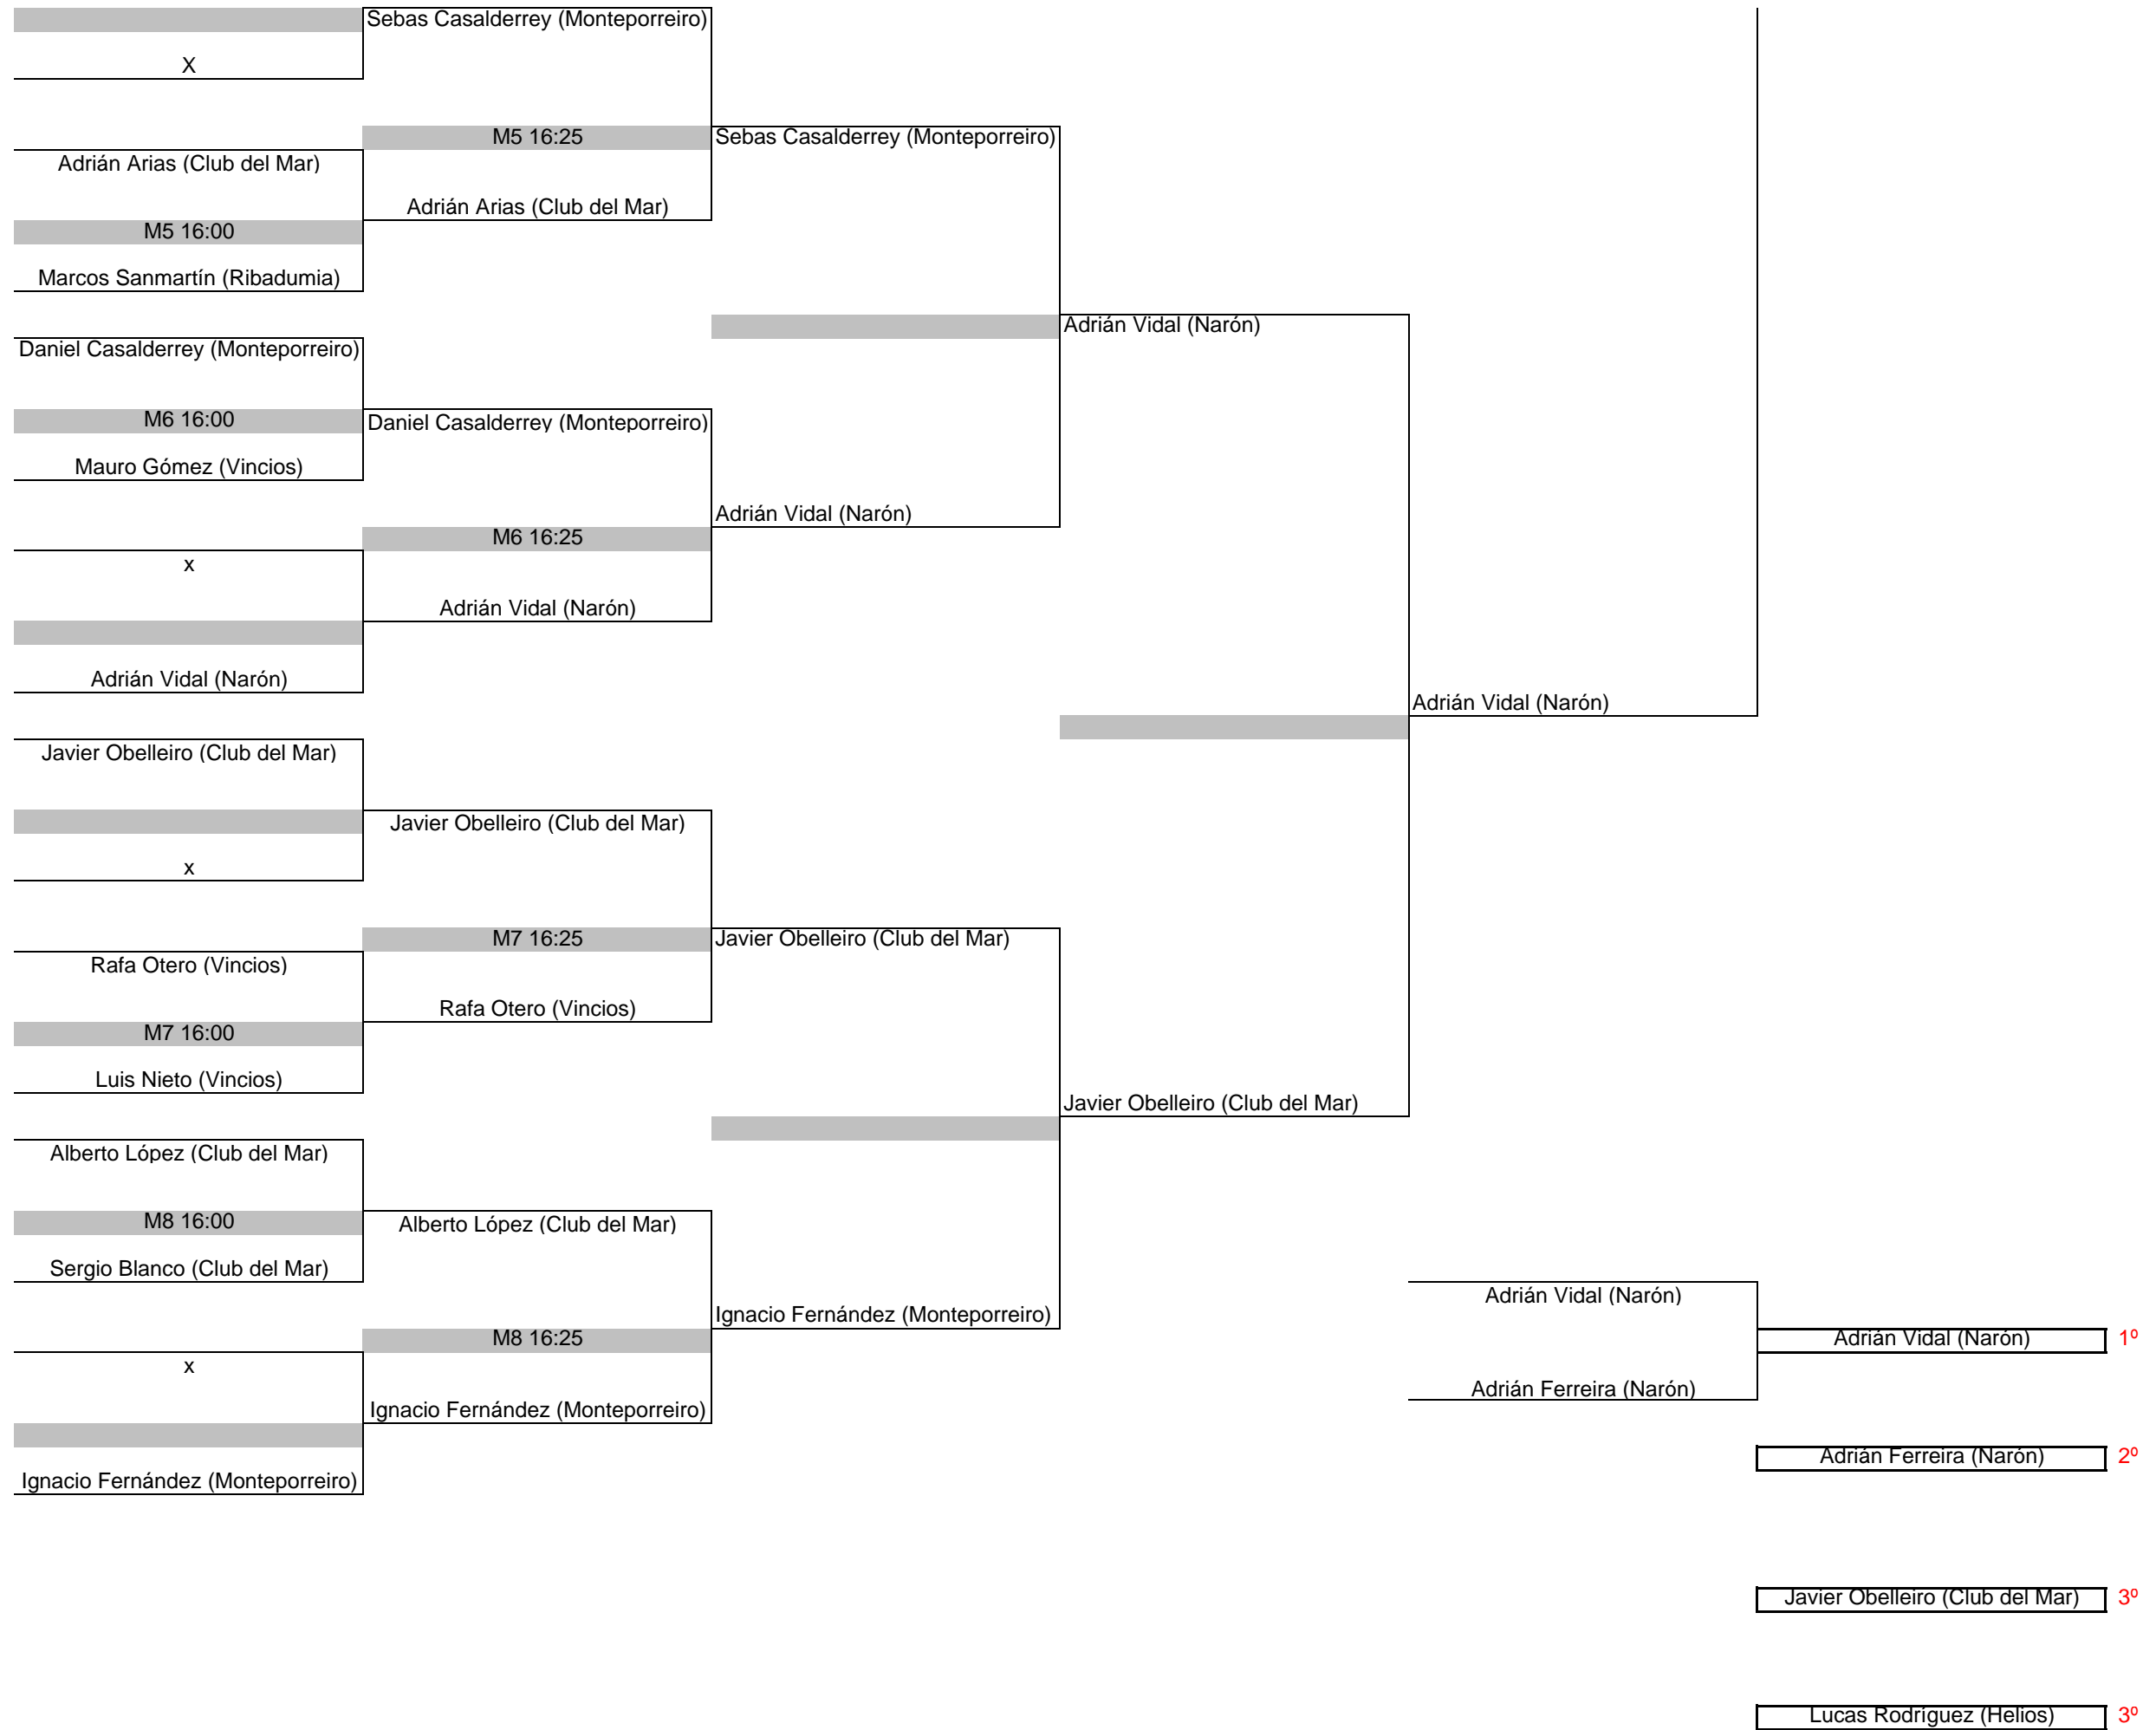 Sebas Casalderrey (Monteporreiro)
X
M5 16:25
Sebas Casalderrey (Monteporreiro)
Adrián Arias (Club del Mar)
Adrián Arias (Club del Mar)
M5 16:00
Marcos Sanmartín (Ribadumia)
Adrián Vidal (Narón)
Daniel Casalderrey (Monteporreiro)
M6 16:00
Daniel Casalderrey (Monteporreiro)
Mauro Gómez (Vincios)
Adrián Vidal (Narón)
M6 16:25
x
Adrián Vidal (Narón)
Adrián Vidal (Narón)
Adrián Vidal (Narón)
Javier Obelleiro (Club del Mar)
Javier Obelleiro (Club del Mar)
x
M7 16:25
Javier Obelleiro (Club del Mar)
Rafa Otero (Vincios)
Rafa Otero (Vincios)
M7 16:00
Luis Nieto (Vincios)
Javier Obelleiro (Club del Mar)
Alberto López (Club del Mar)
M8 16:00
Alberto López (Club del Mar)
Sergio Blanco (Club del Mar)
Adrián Vidal (Narón)
Ignacio Fernández (Monteporreiro)
M8 16:25
Adrián Vidal (Narón) 1º
x
Adrián Ferreira (Narón)
Ignacio Fernández (Monteporreiro)
Adrián Ferreira (Narón) 2º
Ignacio Fernández (Monteporreiro)
Javier Obelleiro (Club del Mar) 3º
Lucas Rodríguez (Helios) 3º